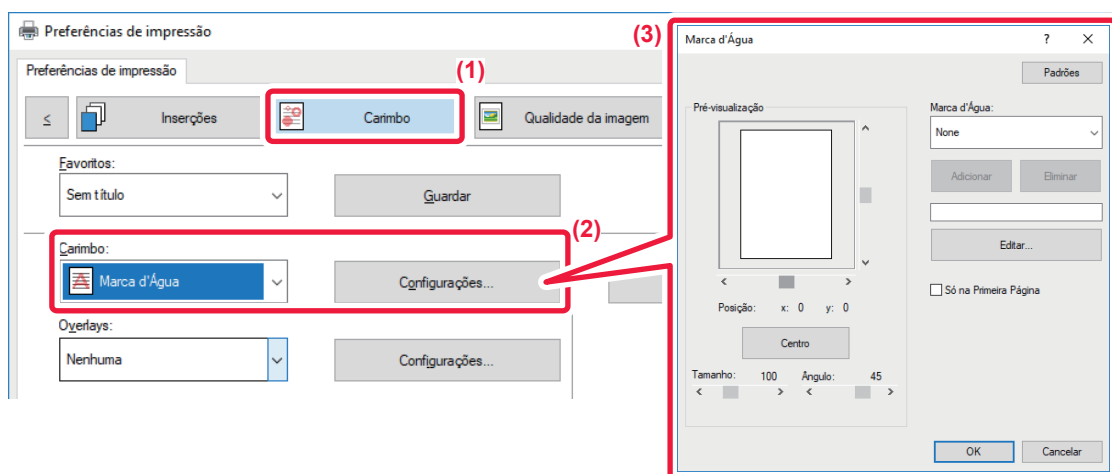 Preferências de impressão
Preferências de impressão
(1)
<
Inserções
Carimbo
Qualidade da imagem
Favoritos:
Sem título
Guardar
(2)
Carimbo:
Marca d'Água
Configurações...
Overlays:
Nenhuma
Configurações...
(3)
Marca d'Água
?
Padrões
Pré-visualização
Marca d'Água:
None
Adicionar
Eliminar
Editar...
Só na Primeira Página
Posição: x: 0 y: 0
Centro
Tamanho: 100 Ângulo: 45
OK
Cancelar